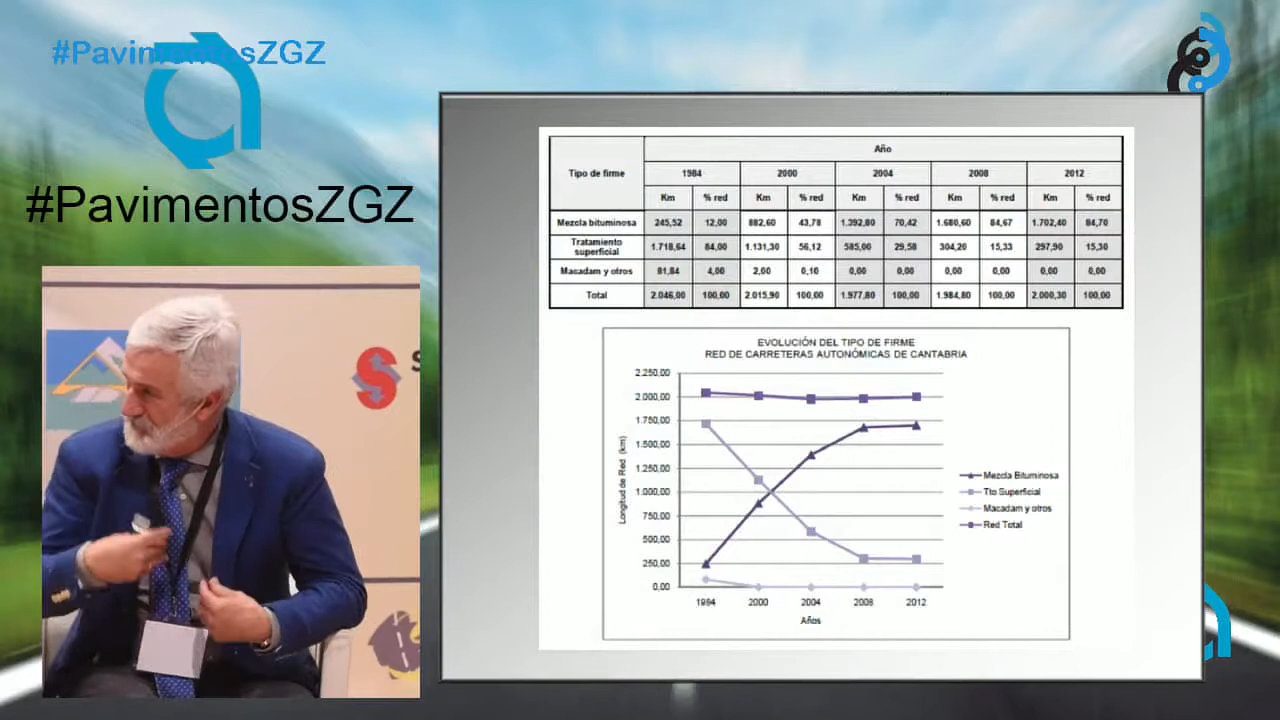 #PavimentosZGZ
#PavimentosZGZ
Tipo de firme
Año
1984 2000 2004 2008 2012
Km % red Km % red Km % red Km % red Km % red
Mezcla bituminosa 245,52 12,00 882,60 43,78 1.392,80 70,42 1.680,60 84,67 1.702,40 84,70
Tratamiento superficial 1.718,64 84,00 1.131,30 56,12 585,00 29,58 304,20 15,33 297,90 15,30
Macadam y otros 81,84 4,00 2,00 0,10 0,00 0,00 0,00 0,00 0,00 0,00
Total 2.046,00 100,00 2.015,90 100,00 1.977,80 100,00 1.984,80 100,00 2.000,30 100,00
EVOLUCIÓN DEL TIPO DE FIRME
RED DE CARRETERAS AUTONÓMICAS DE CANTABRIA
Longitud de Red (km)
2.250,00
2.000,00
1.750,00
1.500,00
1.250,00
1.000,00
750,00
500,00
250,00
0,00
1984 2000 2004 2008 2012
Años
Mezcla Bituminosa
Tto Superficial
Macadam y otros
Red Total
S